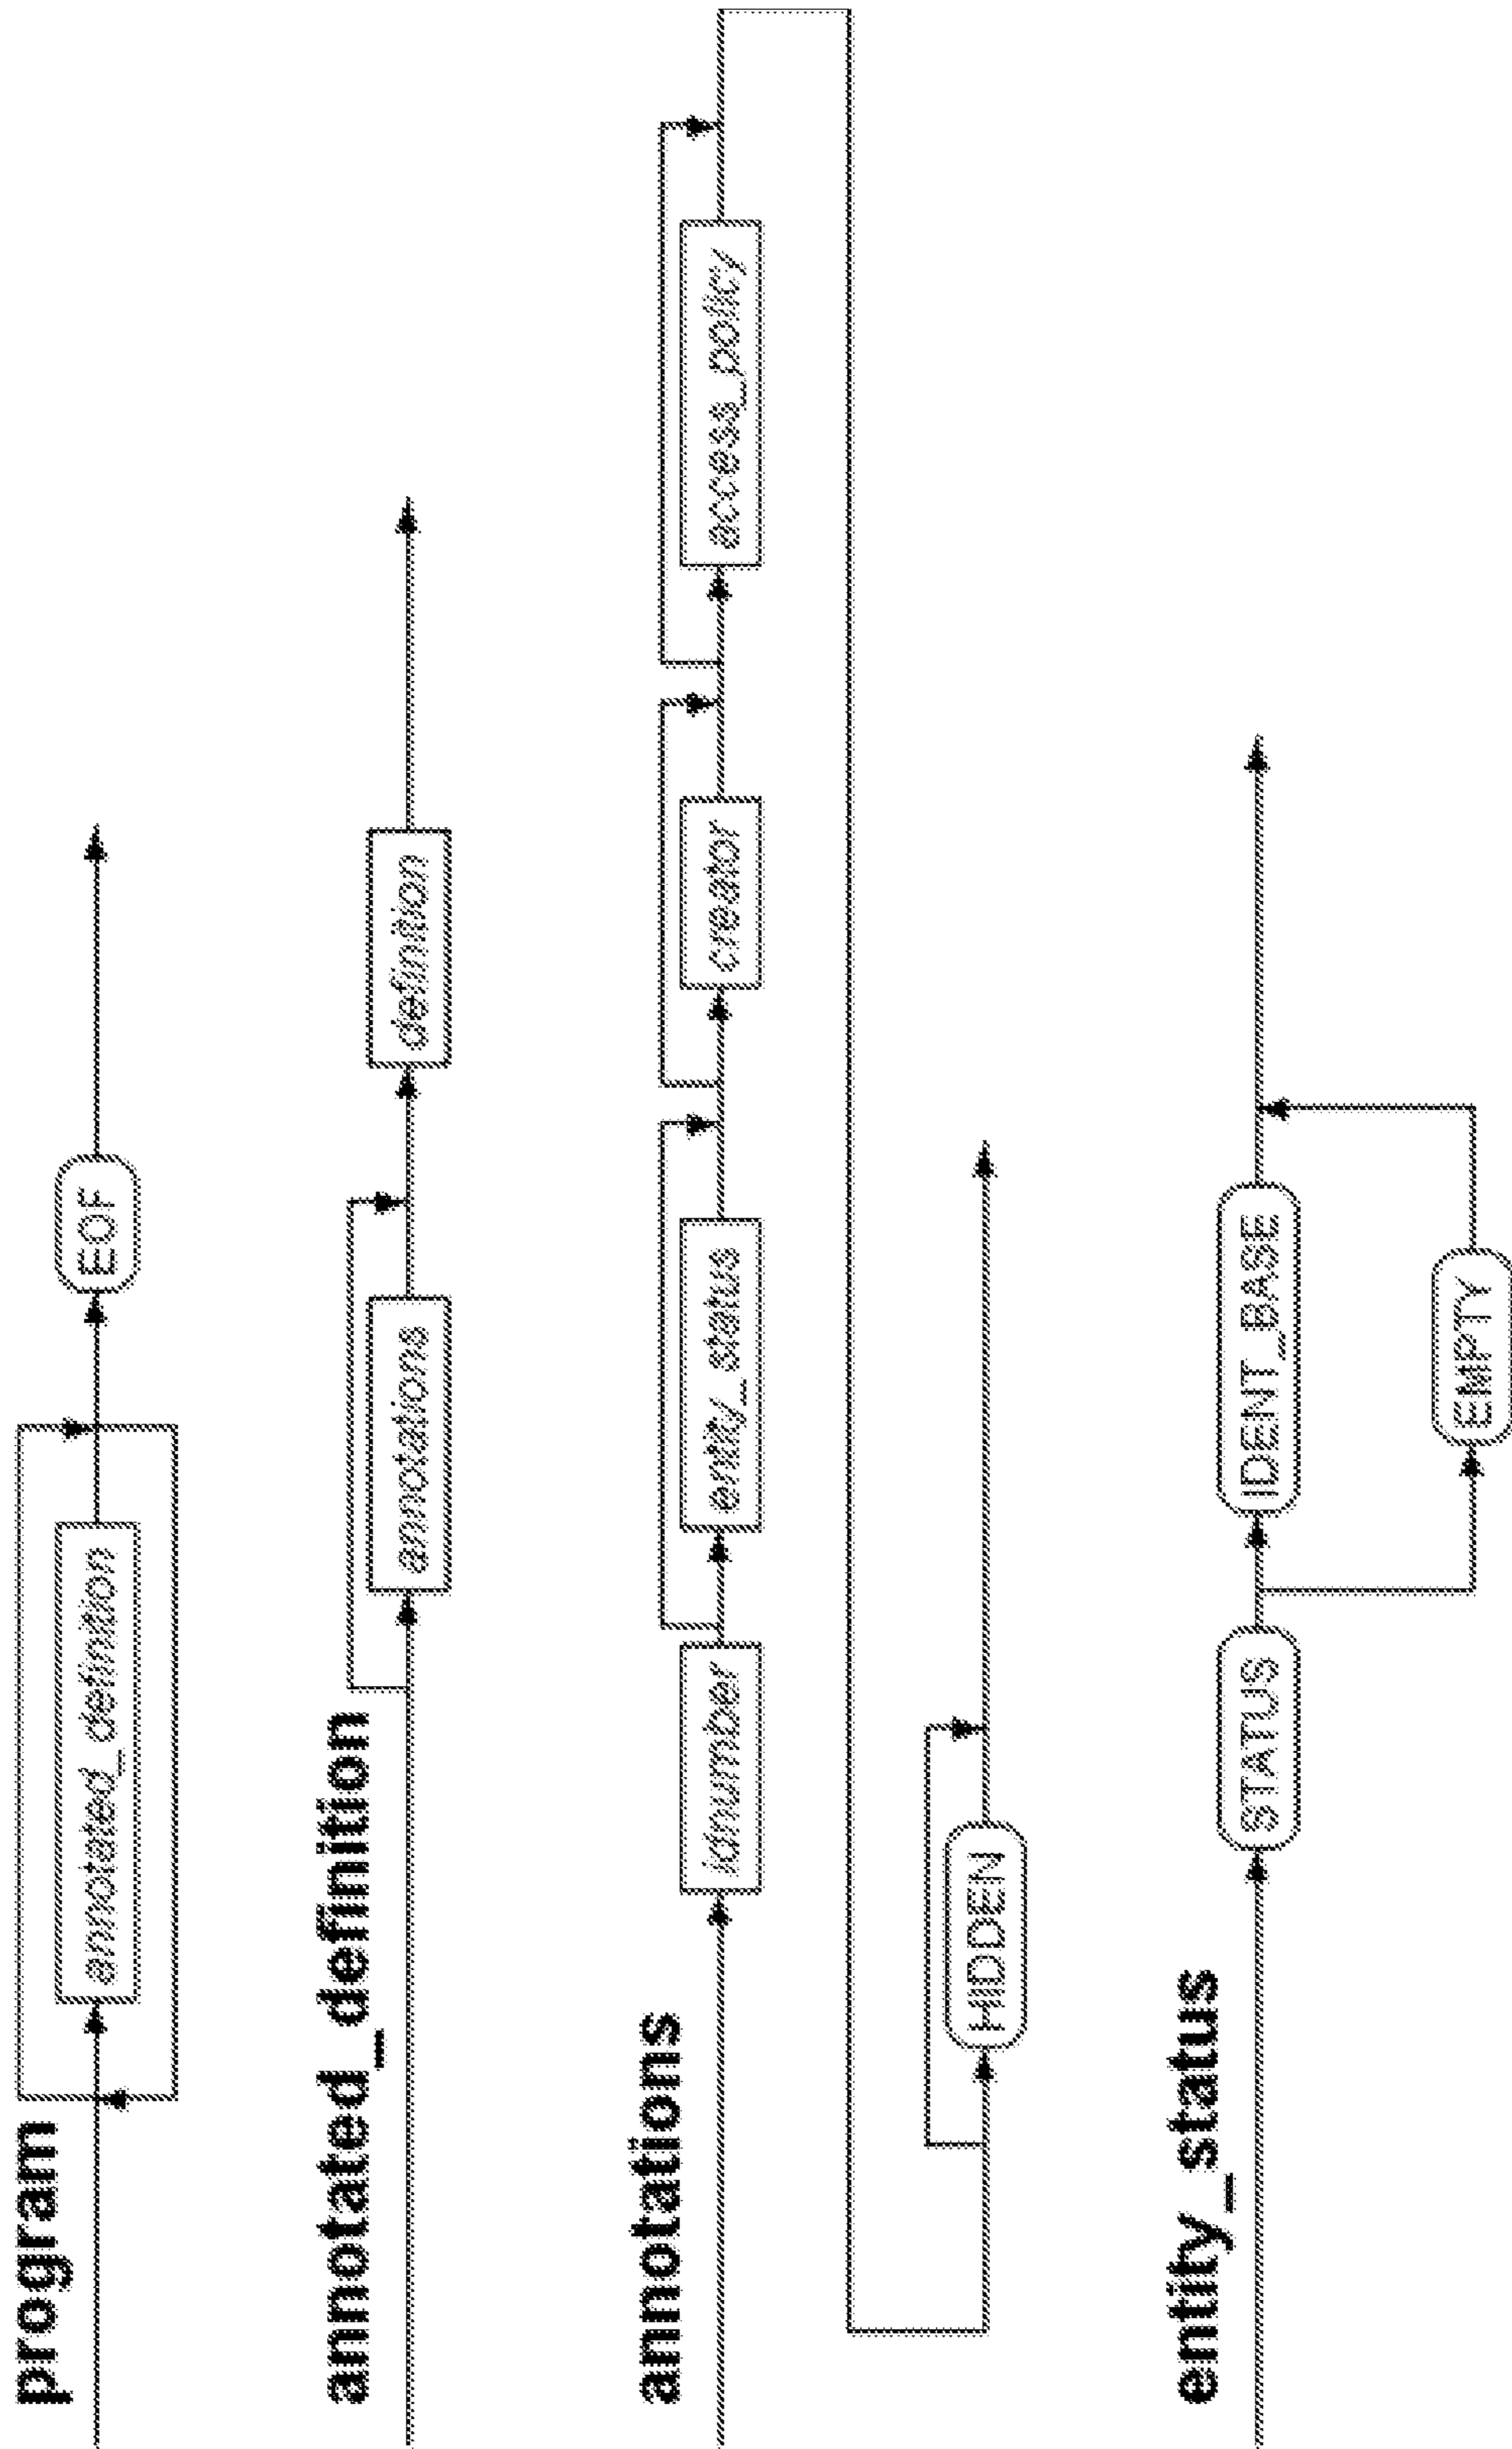 program
annotated_definition
EOF
annotated_definition
annotations
definition
annotations
idnumber
entity_status
creator
access_policy
HIDDEN
entity_status
STATUS
IDENT_BASE
EMPTY